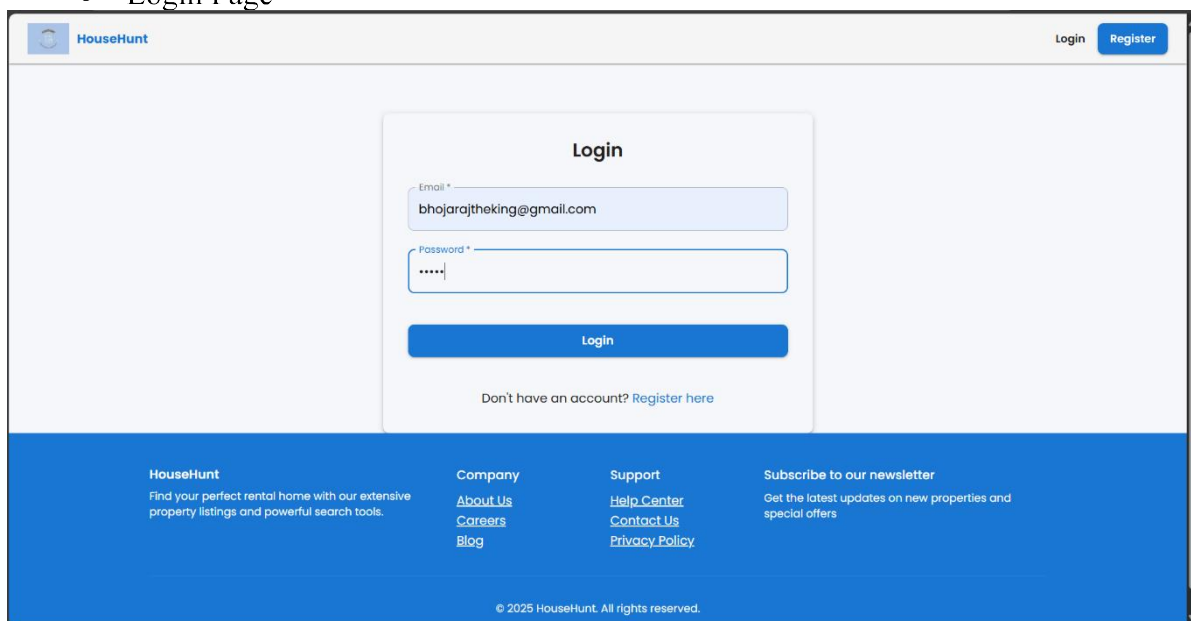 Login Page
HouseHunt
Login
Register
Login
Email *
bhojarajtheking@gmail.com
Password *
•••••
Login
Don't have an account? Register here
HouseHunt
Find your perfect rental home with our extensive
property listings and powerful search tools.
Company
About Us
Careers
Blog
Support
Help Center
Contact Us
Privacy Policy
Subscribe to our newsletter
Get the latest updates on new properties and
special offers
© 2025 HouseHunt. All rights reserved.